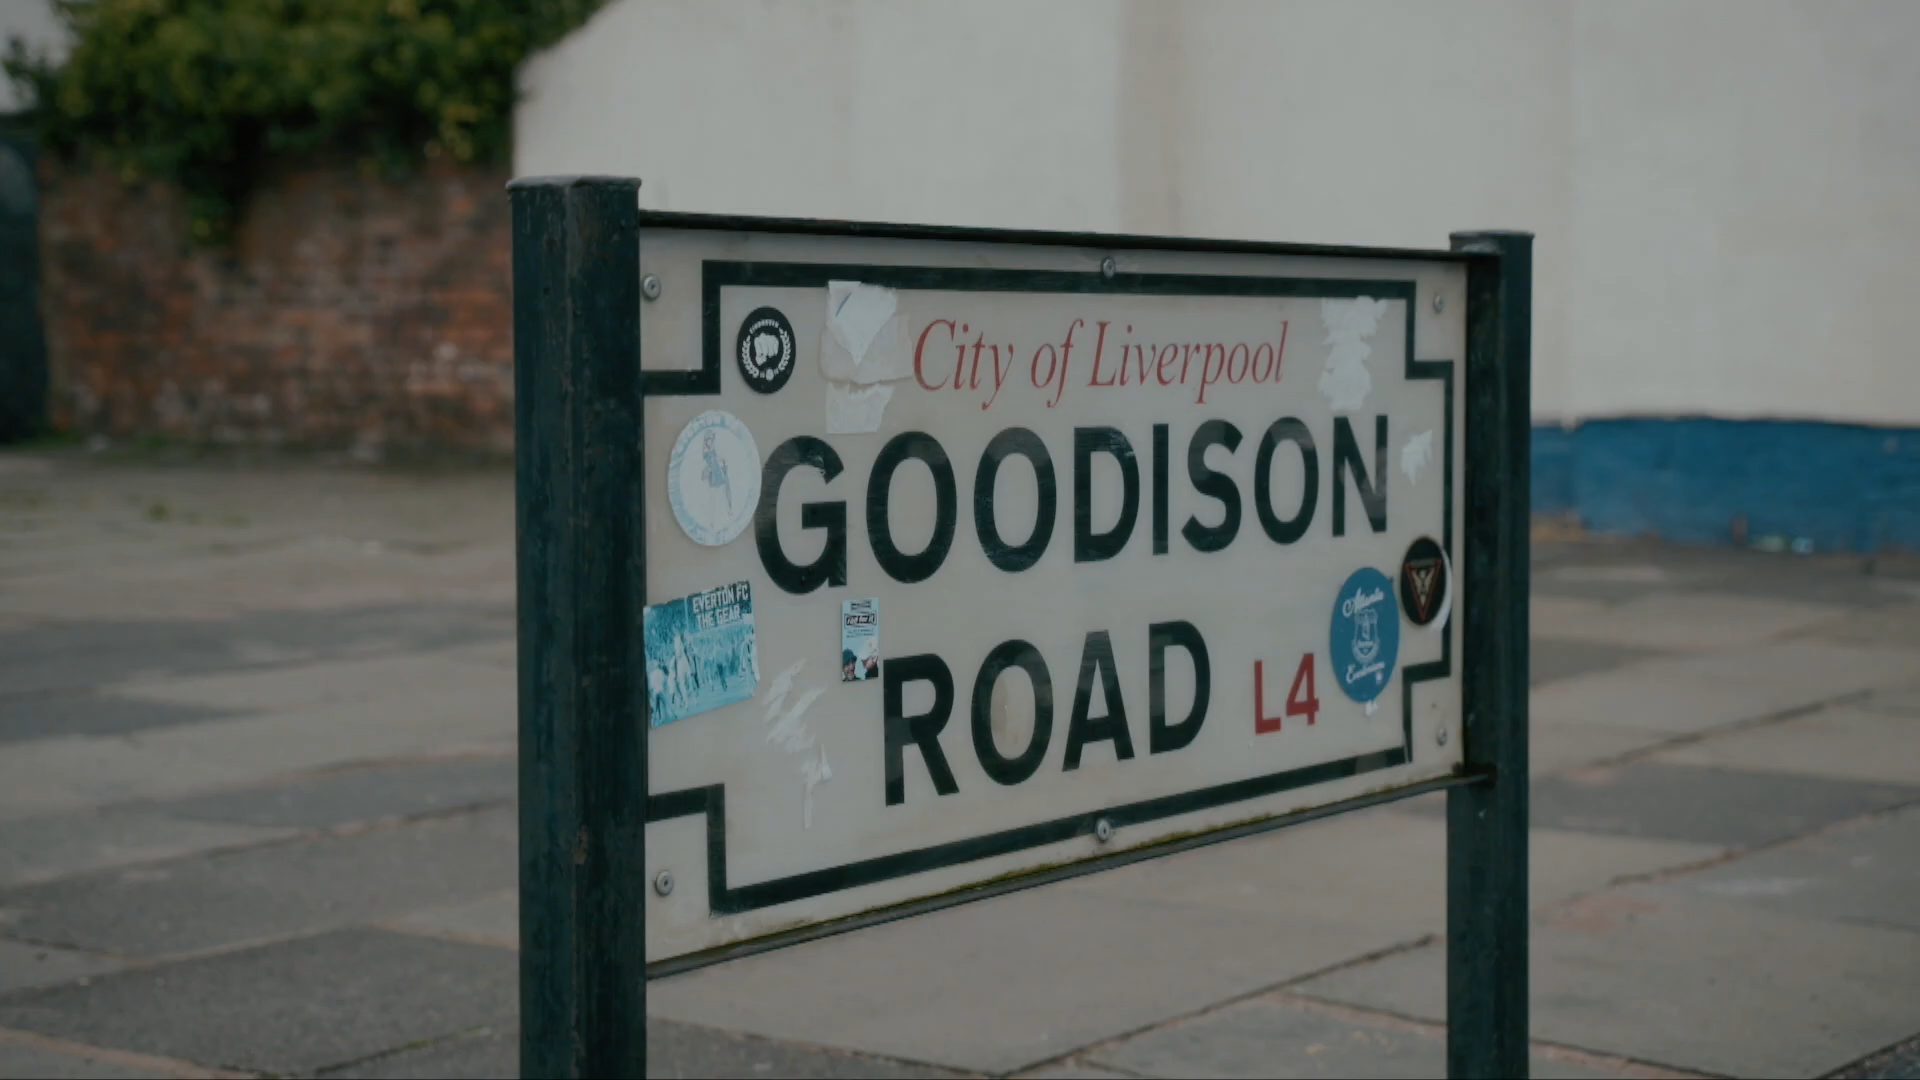 City of Liverpool
GOODISON
ROAD L4
EVERTON FC
THE GEAR